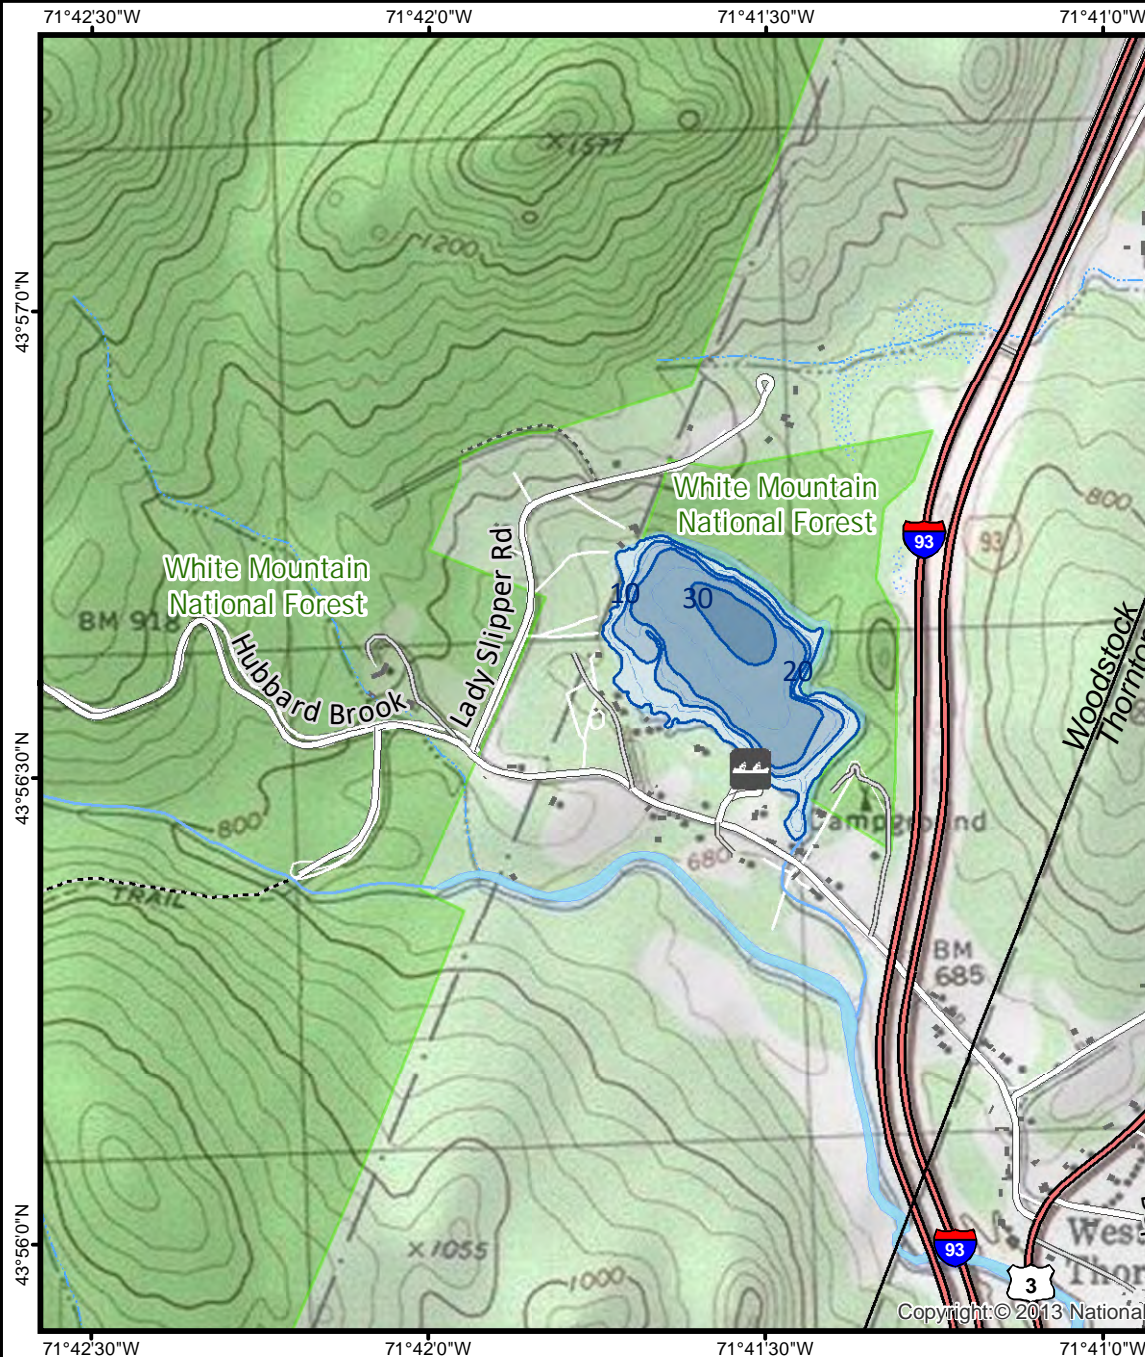 71°42'30"W
71°42'0"W
71°41'30"W
71°41'0"W
×1577
1200
43°57'0"N
White Mountain
National Forest
800
93
93
White Mountain
National Forest
10
30
BM 918
Lady Slipper Rd
Hubbard Brook
20
Woodstock
43°56'30"N
Campground
800
680
TRAIL
BM
685
43°56'0"N
×1055
1000
93
West
3
Copyright:© 2013 National
71°42'30"W
71°42'0"W
71°41'30"W
71°41'0"W